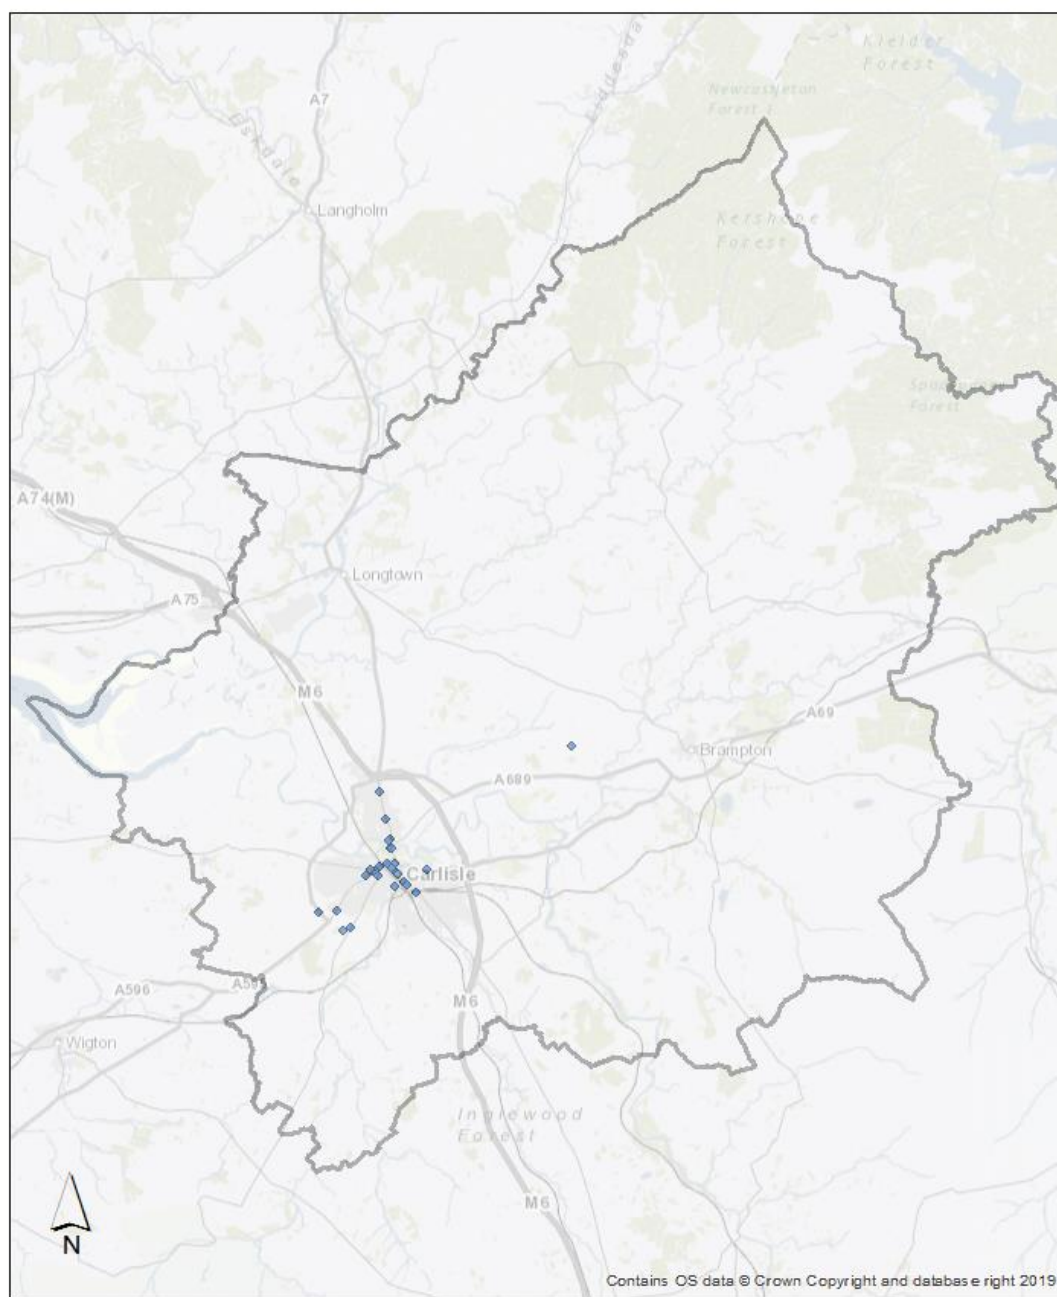 Kielder
Forest
A7
Liddesdale
Newcastleton
Forest
Eskdale
Langholm
Kershope
Forest
Spadeadam
Forest
A74(M)
Longtown
A75
M6
A69
Brampton
A689
Carlisle
A596
A595
M6
Wigton
Inglewood
Forest
M6
N
Contains OS data © Crown Copyright and database right 2019